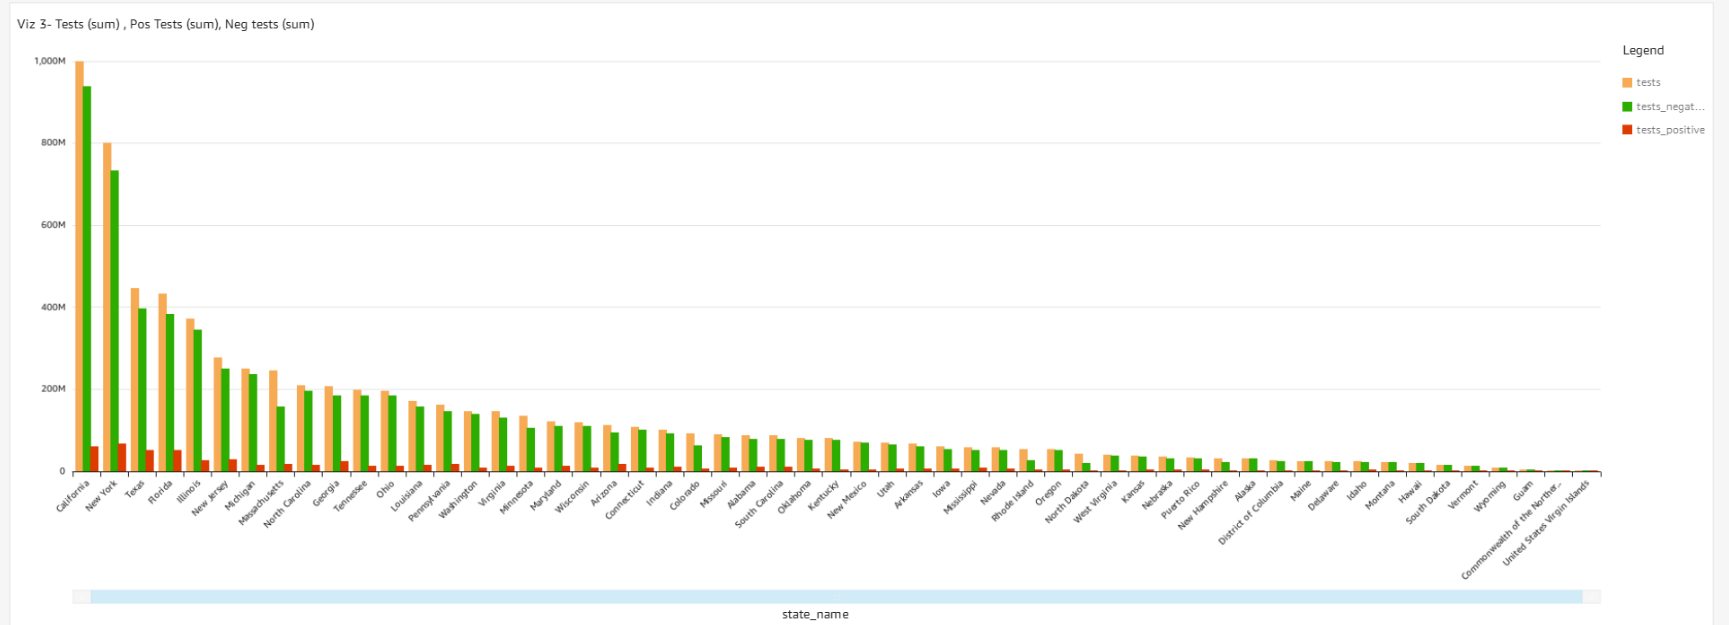 Viz 3- Tests (sum) , Pos Tests (sum), Neg tests (sum)
Legend
tests
tests_negat...
tests_positive
1,000M
800M
600M
400M
200M
0
California
New York
Texas
Florida
Illinois
New Jersey
Michigan
Massachusetts
North Carolina
Georgia
Tennessee
Ohio
Louisiana
Pennsylvania
Washington
Virginia
Minnesota
Maryland
Wisconsin
Arizona
Connecticut
Indiana
Colorado
Missouri
Alabama
South Carolina
Oklahoma
Kentucky
New Mexico
Utah
Arkansas
Iowa
Mississippi
Nevada
Rhode Island
Oregon
North Dakota
West Virginia
Kansas
Nebraska
Puerto Rico
New Hampshire
Alaska
District of Columbia
Maine
Delaware
Idaho
Montana
Hawaii
South Dakota
Vermont
Wyoming
Guam
Commonwealth of the Norther...
United States Virgin Islands
state_name